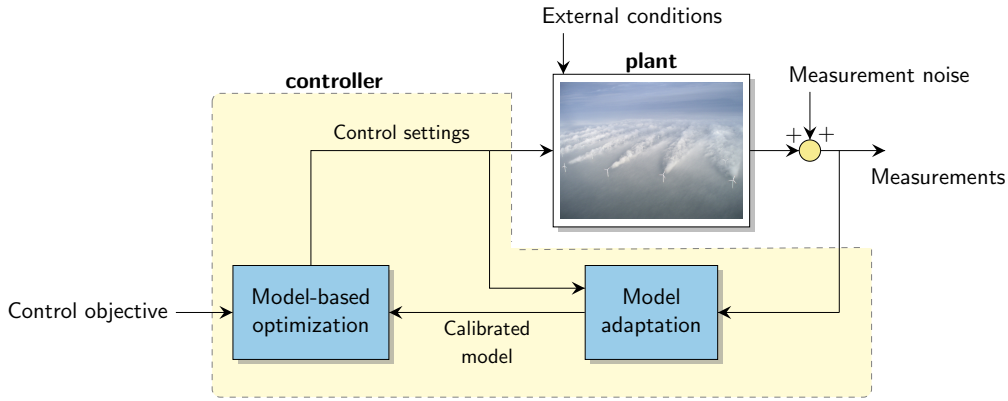 External conditions
plant
controller
Measurement noise
Control settings
+ +
Measurements
Model-based
optimization
Model
adaptation
Control objective
Calibrated
model